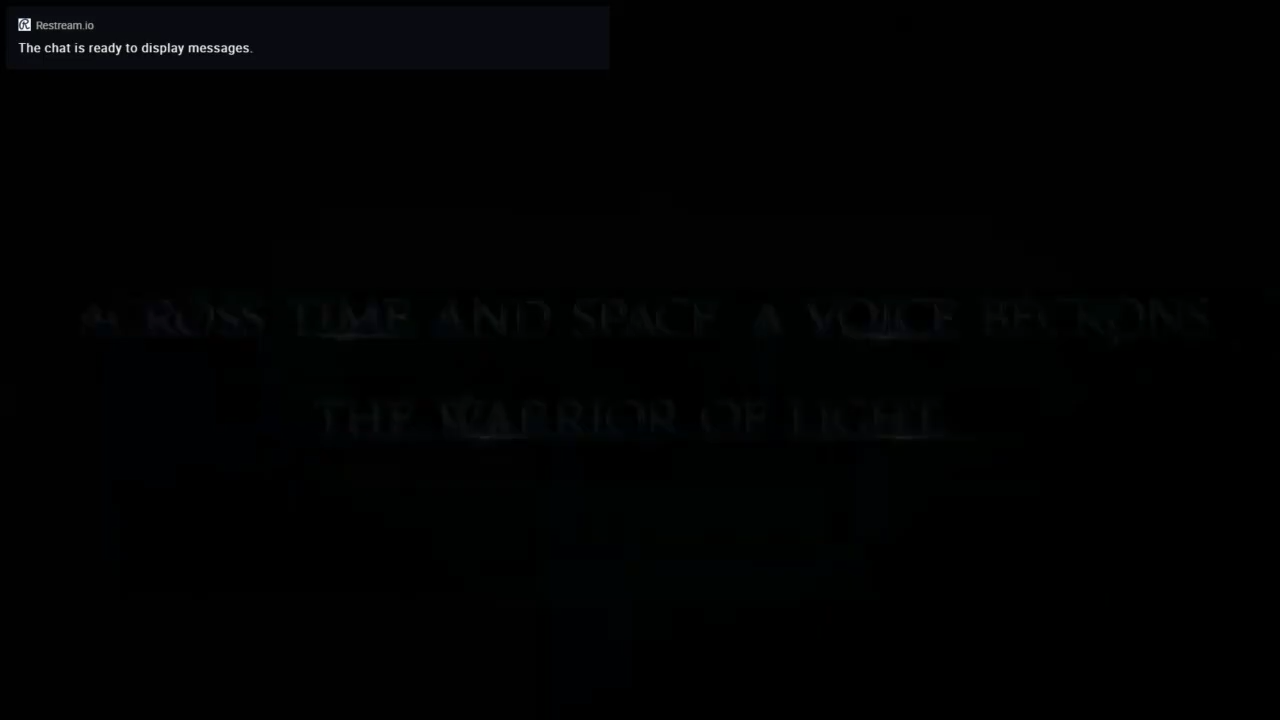 Restream.io
The chat is ready to display messages.
ACROSS TIME AND SPACE A VOICE BECKONS
THE WARRIOR OF LIGHT